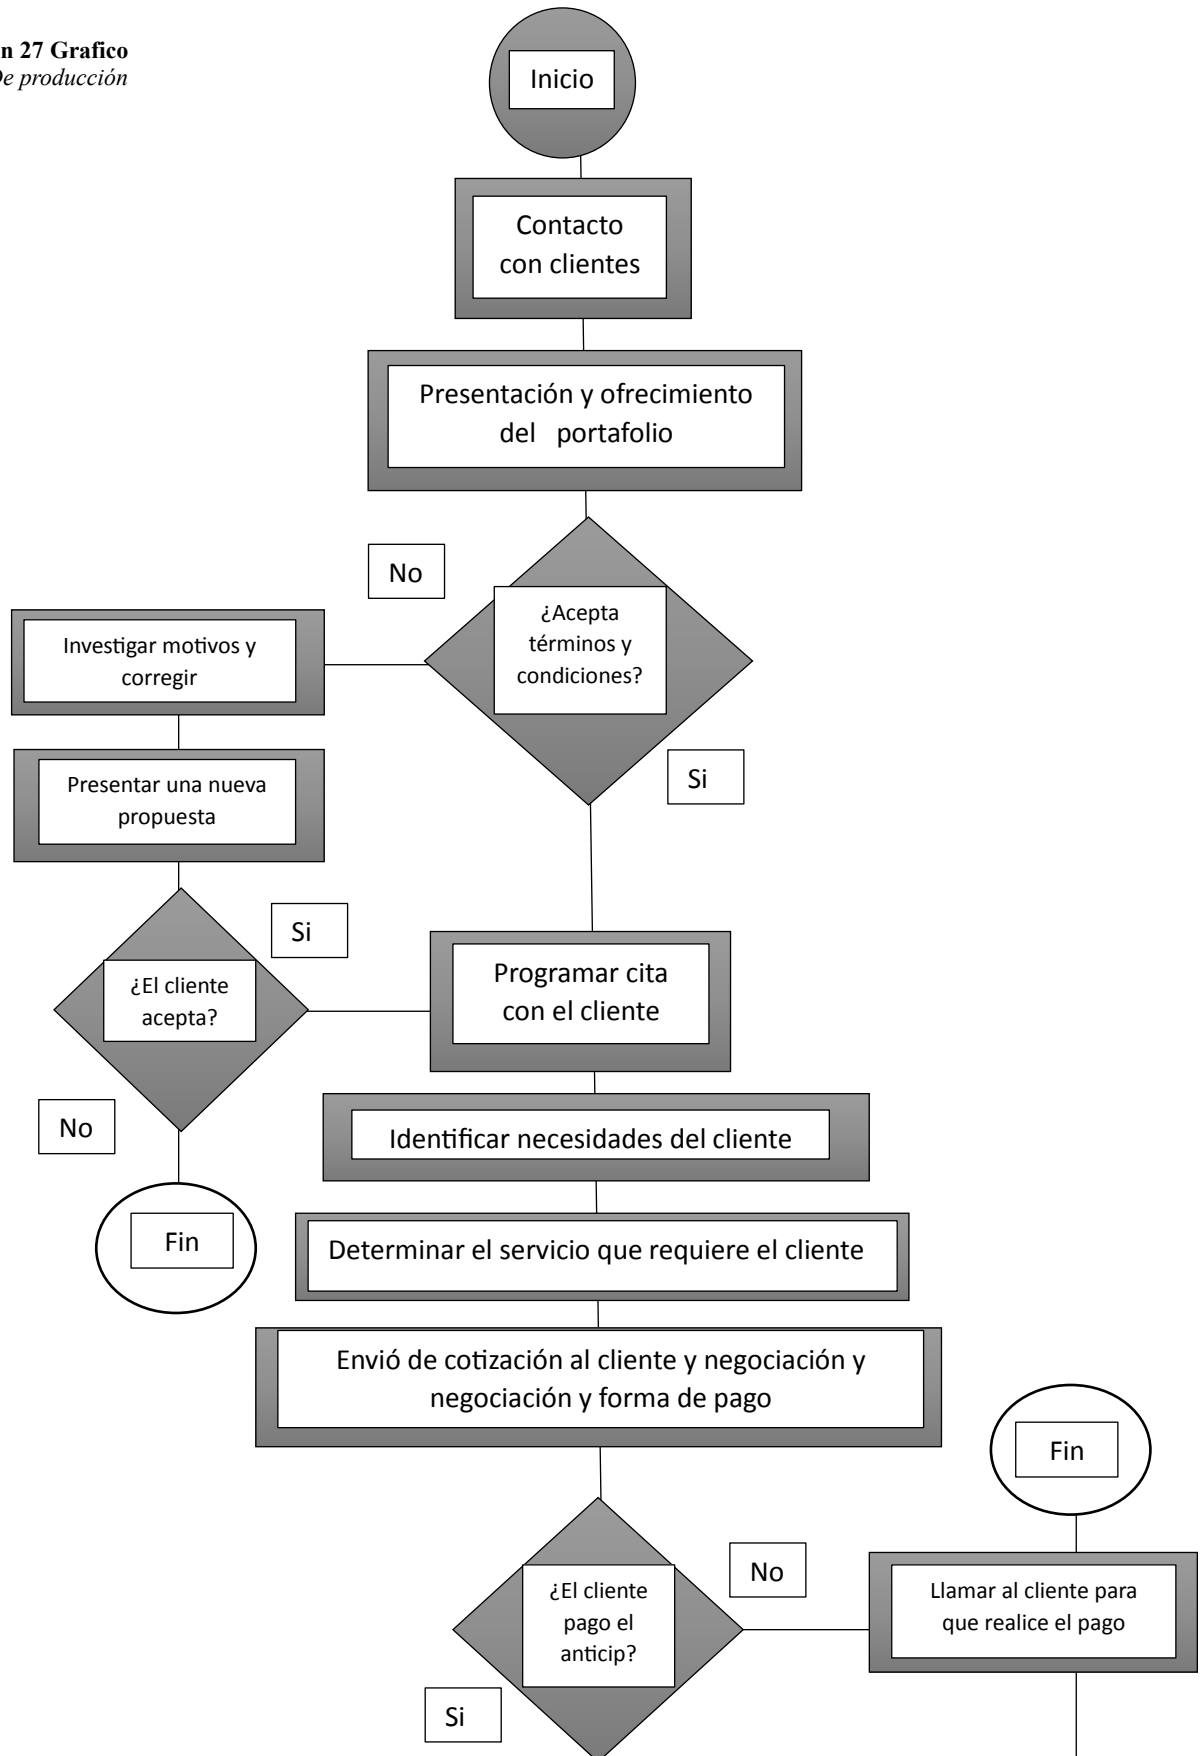 n 27 Grafico
De producción
Inicio
Contacto
con clientes
Presentación y ofrecimiento
del portafolio
No
¿Acepta
términos y
condiciones?
Investigar motivos y
corregir
Si
Presentar una nueva
propuesta
Si
¿El cliente
acepta?
Programar cita
con el cliente
No
Identificar necesidades del cliente
Fin
Determinar el servicio que requiere el cliente
Envió de cotización al cliente y negociación y
negociación y forma de pago
Fin
No
¿El cliente
pago el
anticip?
Llamar al cliente para
que realice el pago
Si